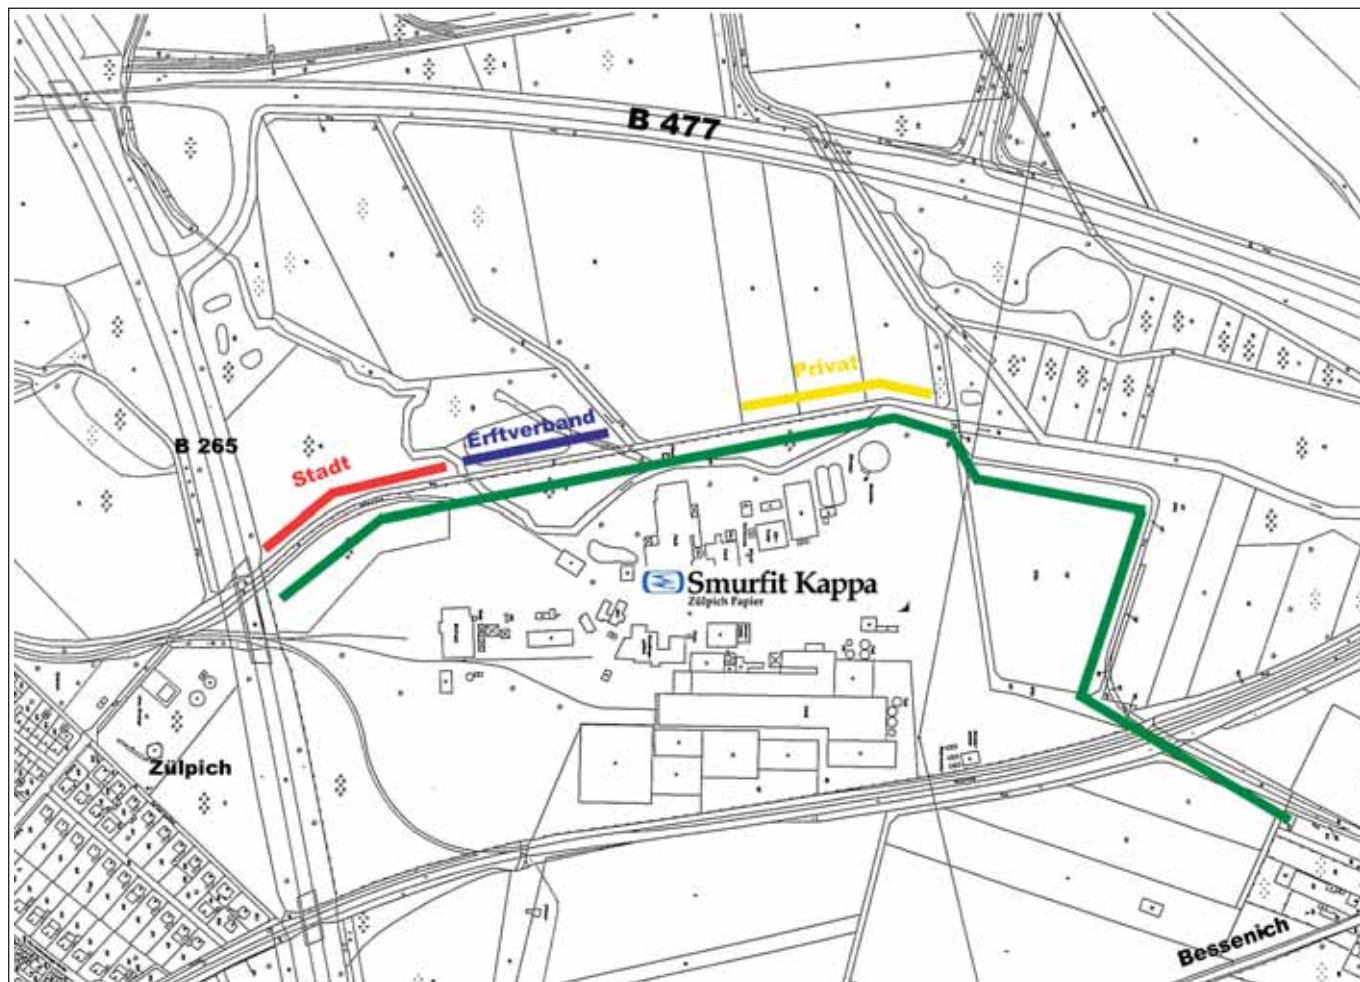 B 477
Privat
Erftverband
B 265
Stadt
Smurfit Kappa
Zülpich Papier
Zülpich
Bessenich